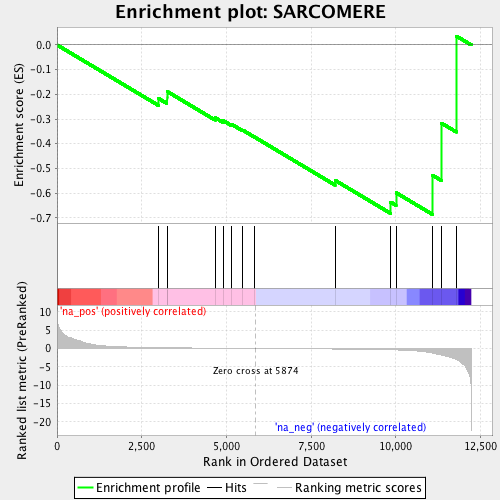 Enrichment plot: SARCOMERE
Enrichment score (ES)
0.0
-0.1
-0.2
-0.3
-0.4
-0.5
-0.6
-0.7
Ranked list metric (PreRanked)
10
5
0
-5
-10
-15
-20
'na_pos' (positively correlated)
Zero cross at 5874
'na_neg' (negatively correlated)
0
2,500
5,000
7,500
10,000
12,500
Rank in Ordered Dataset
Enrichment profile
Hits
Ranking metric scores